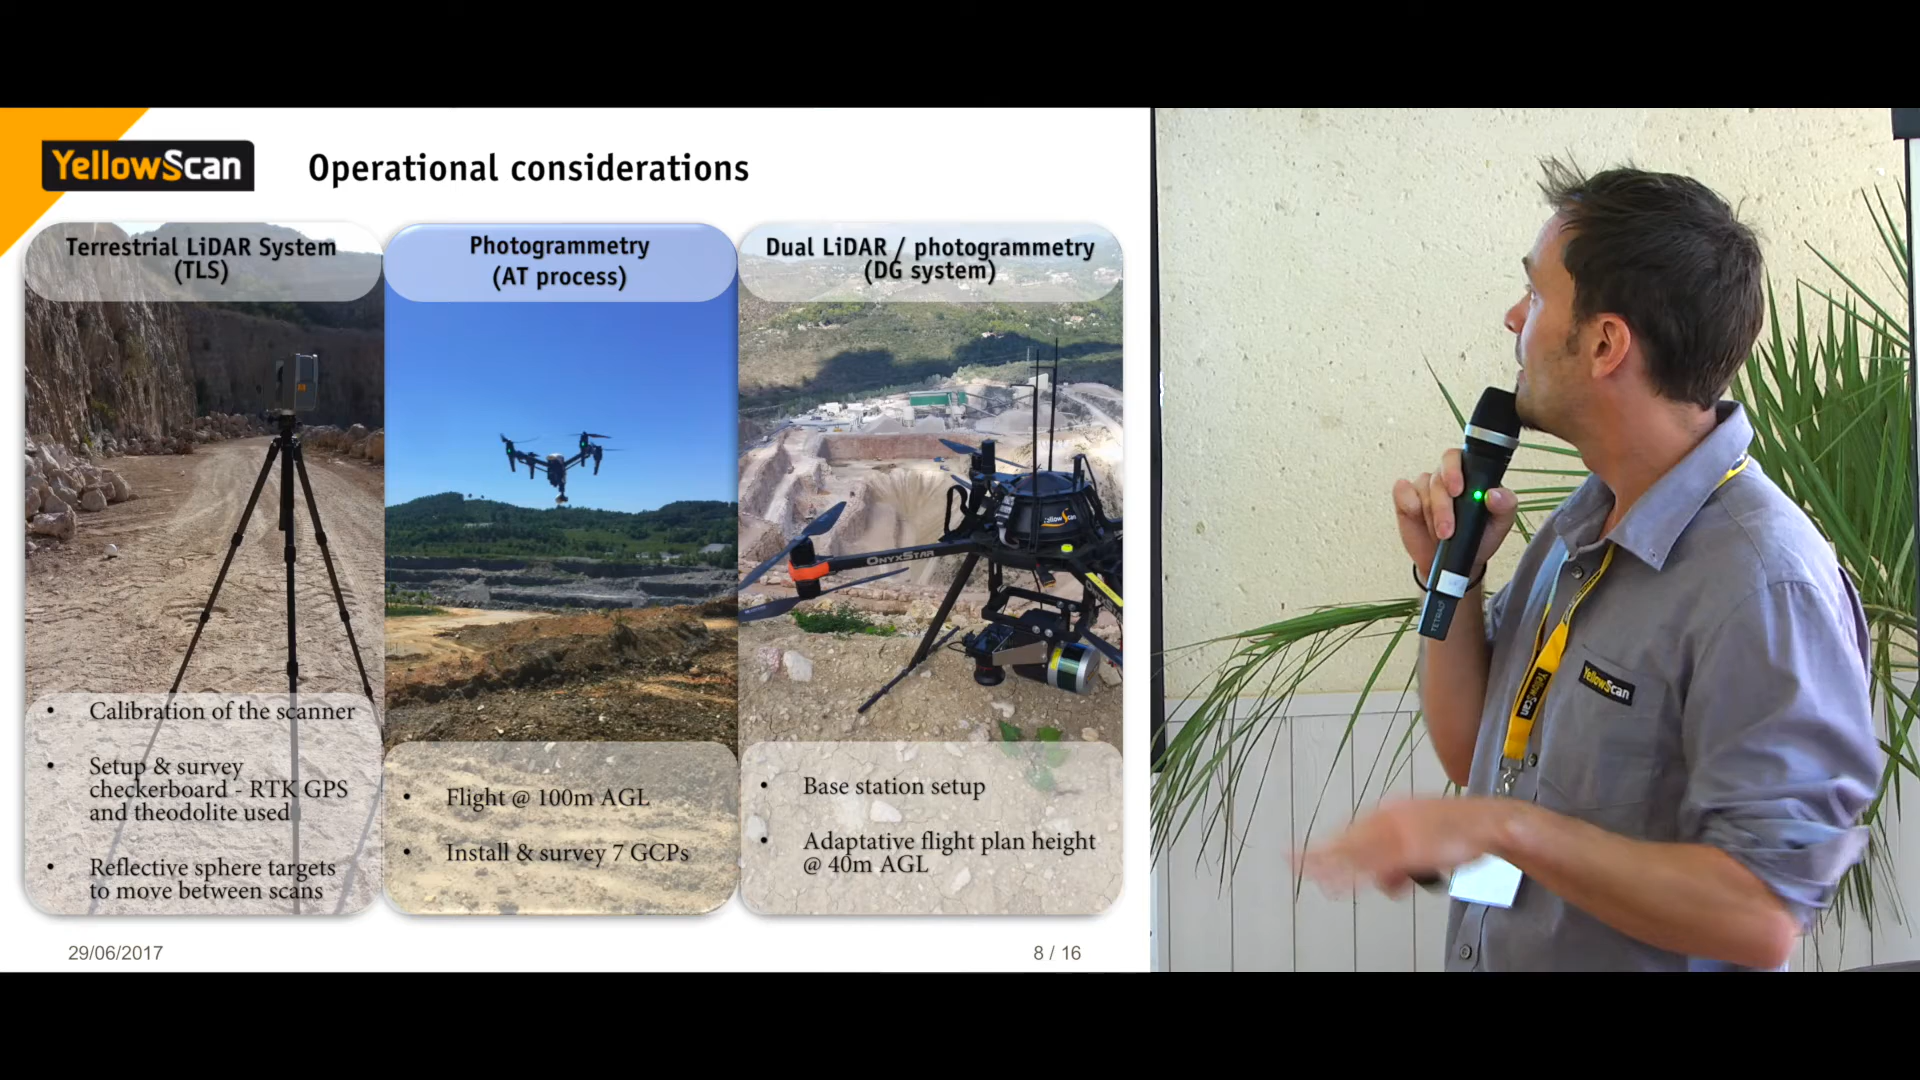 YellowScan
Operational considerations
Terrestrial LiDAR System
(TLS)
Photogrammetry
(AT process)
Dual LiDAR / photogrammetry
(DG system)
YellowScan
ONYXSTAR
• Calibration of the scanner
• Setup & survey
checkerboard - RTK GPS
and theodolite used
• Reflective sphere targets
to move between scans
• Flight @ 100m AGL
• Install & survey 7 GCPs
• Base station setup
• Adaptative flight plan height
@ 40m AGL
29/06/2017
8 / 16
YellowScan
YellowScan